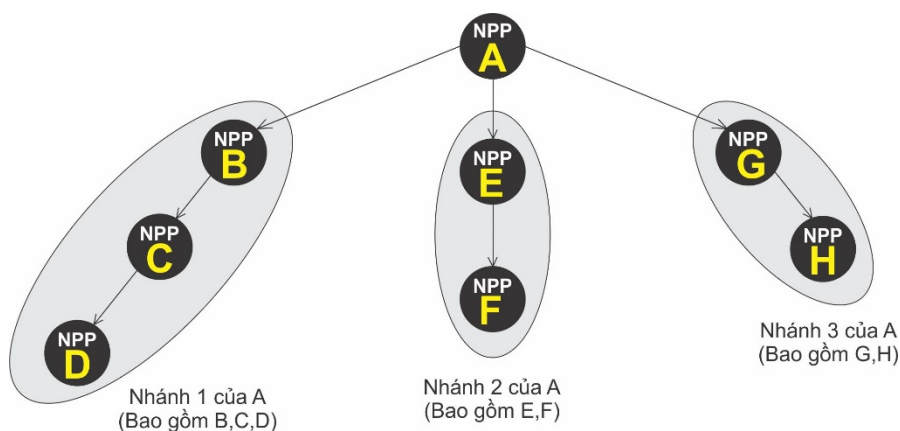 NPP
A
NPP
B
NPP
E
NPP
G
NPP
C
NPP
H
NPP
F
NPP
D
Nhánh 1 của A
(Bao gồm B,C,D)
Nhánh 2 của A
(Bao gồm E,F)
Nhánh 3 của A
(Bao gồm G,H)